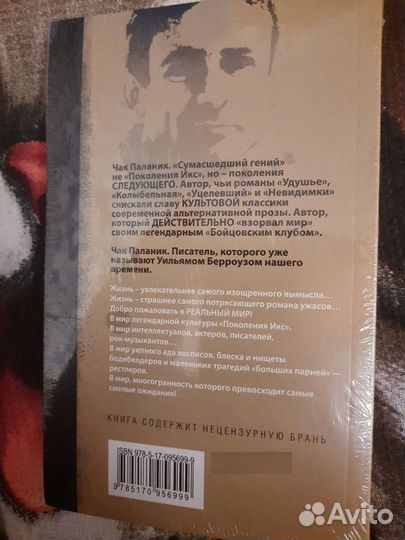 Чак Паланик. «Сумасшедший гений»
не «Поколения Икс», но – поколения
СЛЕДУЮЩЕГО. Автор, чьи романы «Удушье»,
«Колыбельная», «Уцелевший» и «Невидимки»
снискали славу КУЛЬТОВОЙ классики
современной альтернативной прозы. Автор,
который ДЕЙСТВИТЕЛЬНО «взорвал мир»
своим легендарным «Бойцовским клубом».
Чак Паланик. Писатель, которого уже
называют Уильямом Берроузом нашего
времени.
Жизнь – увлекательнее самого изощренного вымысла...
Жизнь – страшнее самого потрясающего романа ужасов...
Добро пожаловать в РЕАЛЬНЫЙ МИР!
В мир легендарной культуры «Поколения Икс».
В мир интеллектуалов, актеров, писателей,
рок-музыкантов...
В мир уютного ада хосписов, блеска и нищеты
бодибилдеров и маленьких трагедий «больших парней» —
рестлеров.
В мир, многогранность которого превосходит самые
смелые ожидания!
КНИГА СОДЕРЖИТ НЕЦЕНЗУРНУЮ БРАНЬ
ISBN 978-5-17-095699-9
9 785170 956999
Avito